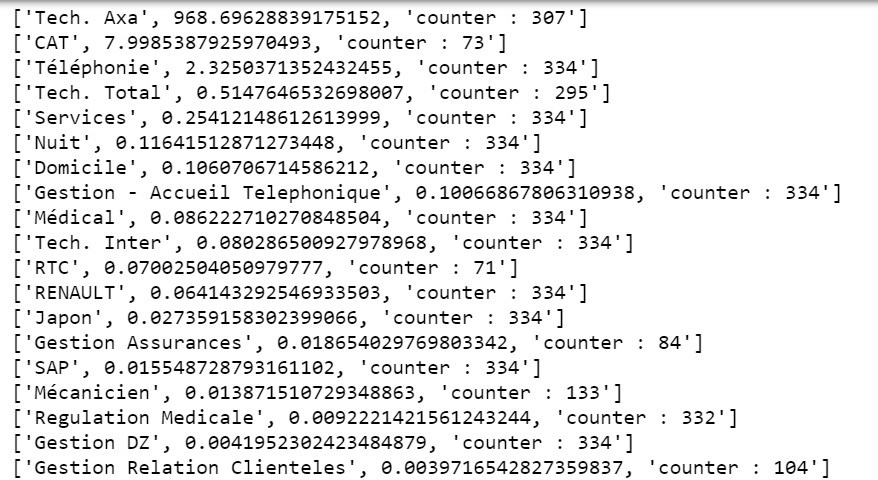 ['Tech. Axa', 968.69628839175152, 'counter : 307']
['CAT', 7.9985387925970493, 'counter : 73']
['Téléphonie', 2.3250371352432455, 'counter : 334']
['Tech. Total', 0.5147646532698007, 'counter : 295']
['Services', 0.25412148612613999, 'counter : 334']
['Nuit', 0.11641512871273448, 'counter : 334']
['Domicile', 0.1060706714586212, 'counter : 334']
['Gestion - Accueil Telephonique', 0.10066867806310938, 'counter : 334']
['Médical', 0.086222710270848504, 'counter : 334']
['Tech. Inter', 0.080286500927978968, 'counter : 334']
['RTC', 0.07002504050979777, 'counter : 71']
['RENAULT', 0.064143292546933503, 'counter : 334']
['Japon', 0.027359158302399066, 'counter : 334']
['Gestion Assurances', 0.018654029769803342, 'counter : 84']
['SAP', 0.015548728793161102, 'counter : 334']
['Mécanicien', 0.013871510729348863, 'counter : 133']
['Regulation Medicale', 0.0092221421561243244, 'counter : 332']
['Gestion DZ', 0.0041952302423484879, 'counter : 334']
['Gestion Relation Clienteles', 0.0039716542827359837, 'counter : 104']